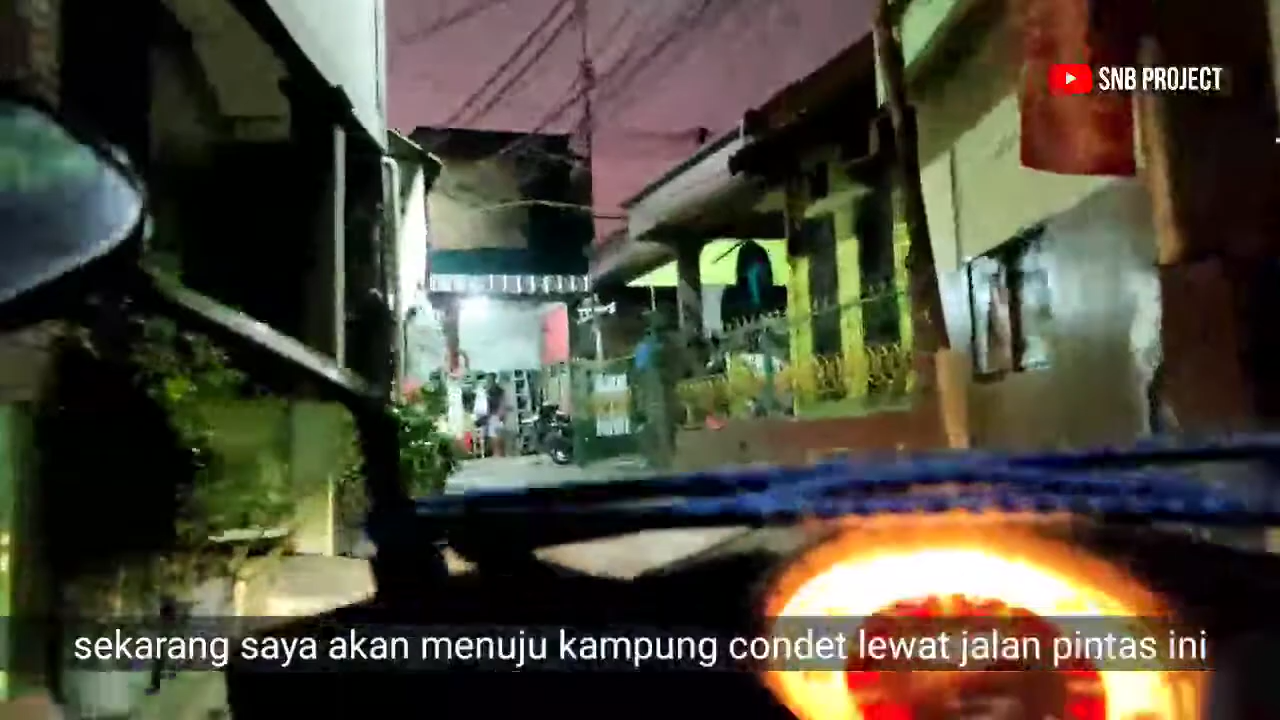 SNB PROJECT
sekarang saya akan menuju kampung condet lewat jalan pintas ini